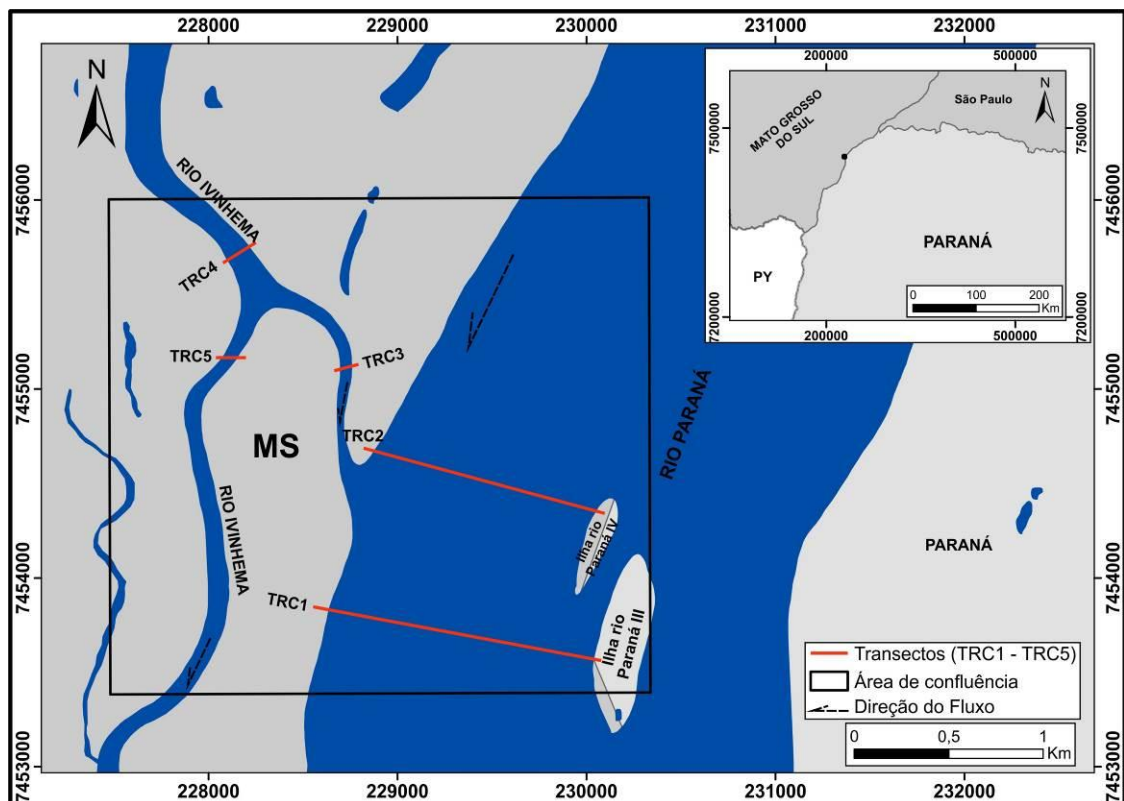 228000
229000
230000
231000
232000
N
200000
500000
N
MATO GROSSO
DO SUL
São Paulo
7500000
7500000
PARANÁ
PY
0
100
200
Km
7200000
7200000
200000
500000
7456000
7456000
RIO IVINHEMA
TRC4
TRC5
TRC3
7455000
7455000
MS
TRC2
RIO PARANÁ
RIO IVINHEMA
Ilha rio
Paraná IV
PARANÁ
7454000
7454000
TRC1
Ilha rio
Paraná III
Transectos (TRC1 - TRC5)
Área de confluência
Direção do Fluxo
0
0,5
1
Km
7453000
7453000
228000
229000
230000
231000
232000